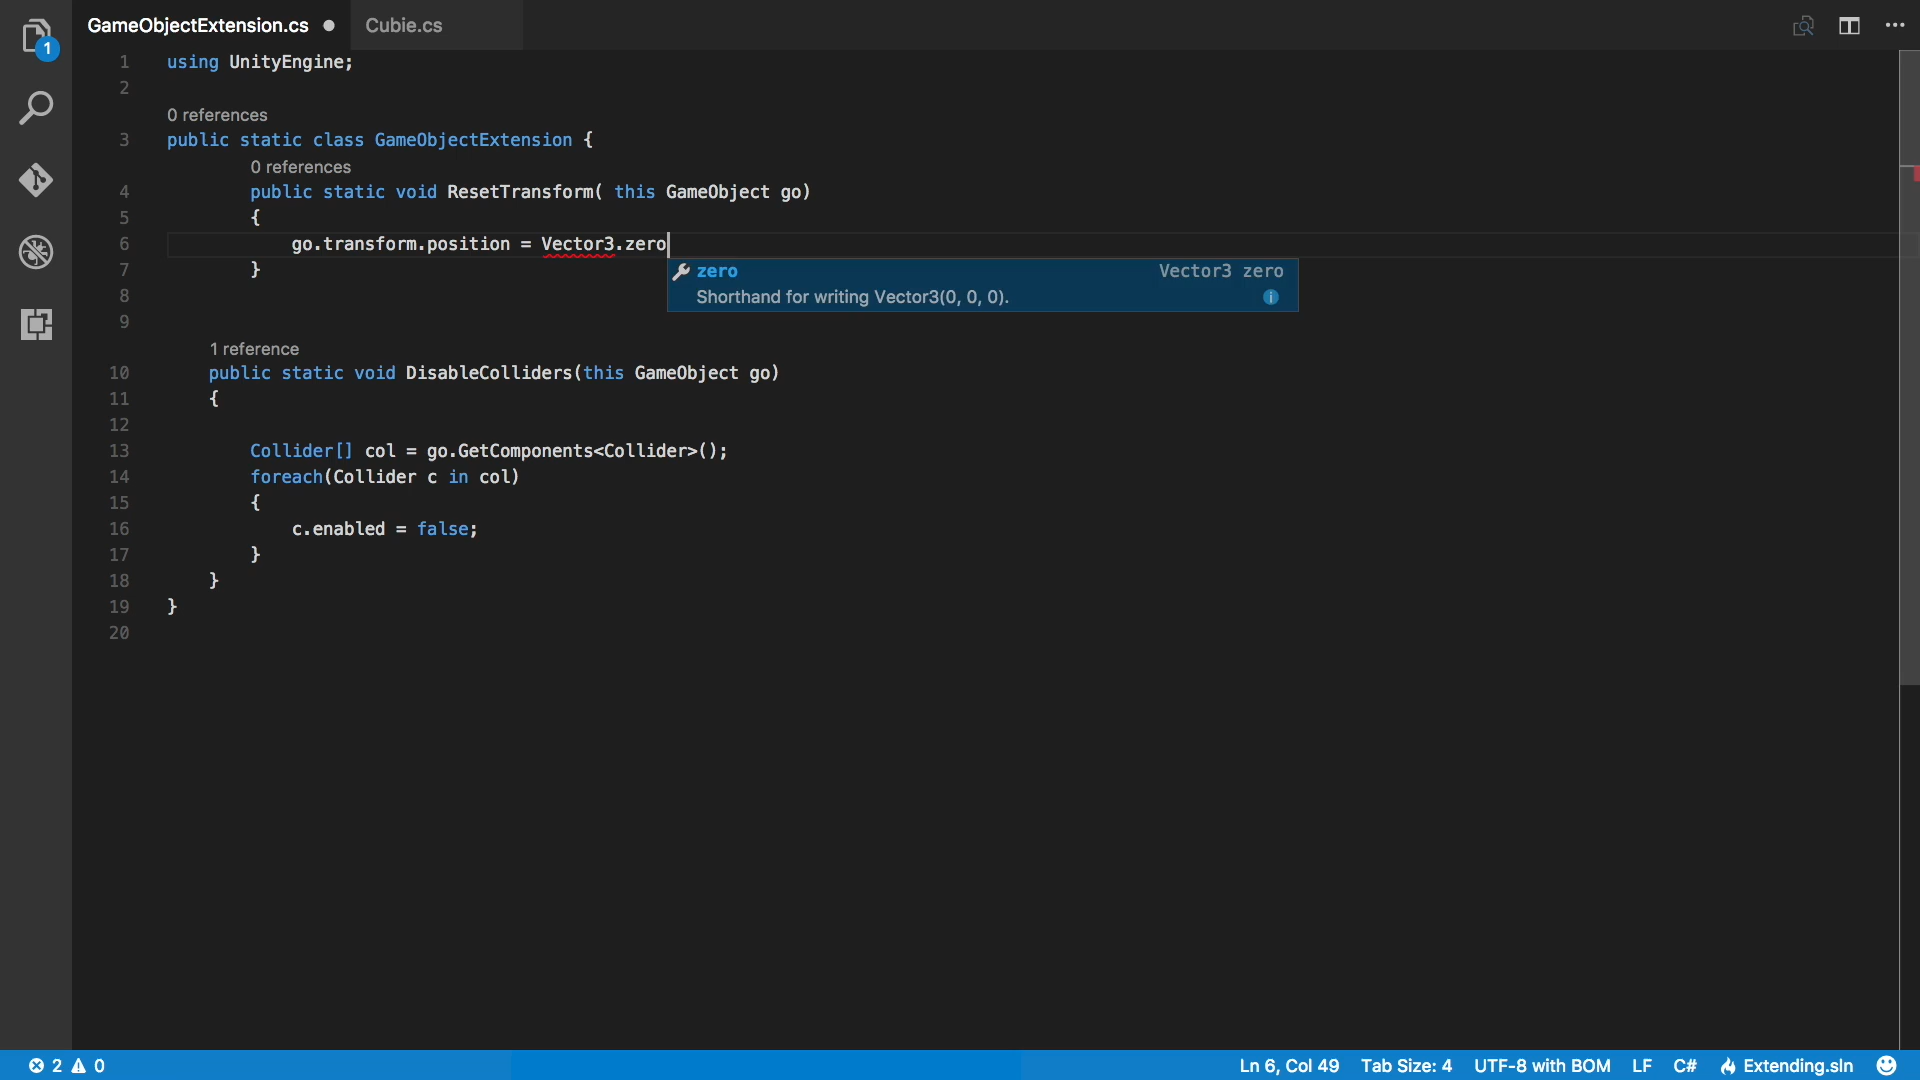 GameObjectExtension.cs Cubie.cs
1
1 using UnityEngine;
2
0 references
3 public static class GameObjectExtension {
0 references
4 public static void ResetTransform( this GameObject go)
5 {
6 go.transform.position = Vector3.zero
7 }
zero Vector3 zero
Shorthand for writing Vector3(0, 0, 0).
8
9
1 reference
10 public static void DisableColliders(this GameObject go)
11 {
12
13 Collider[] col = go.GetComponents<Collider>();
14 foreach(Collider c in col)
15 {
16 c.enabled = false;
17 }
18 }
19 }
20
2 0 Ln 6, Col 49 Tab Size: 4 UTF-8 with BOM LF C# Extending.sln